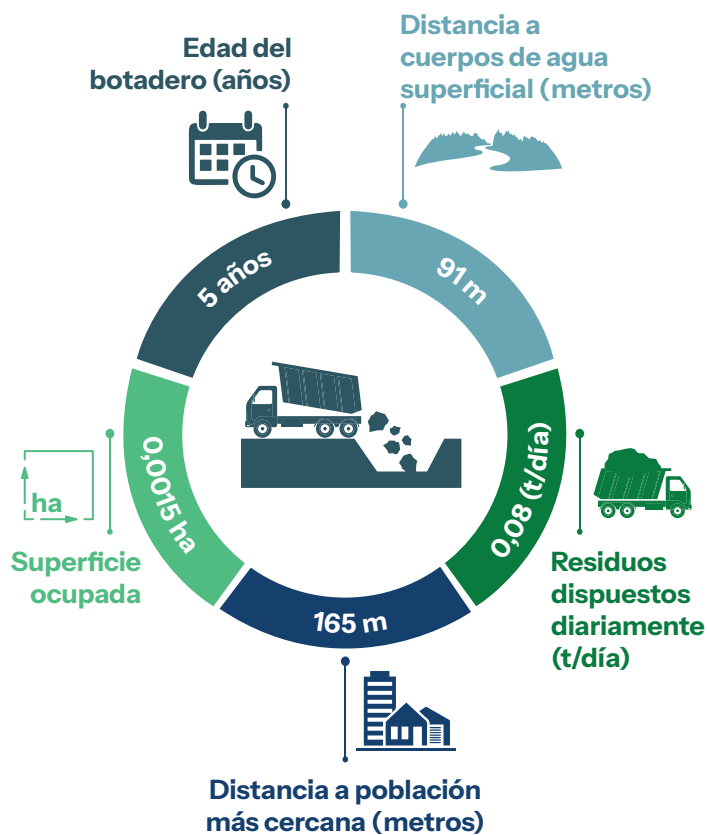 Edad del
botadero (años)
Distancia a
cuerpos de agua
superficial (metros)
5 años
91 m
0,0015 ha
0,08 (t/día)
165 m
ha
Superficie
ocupada
Residuos
dispuestos
diariamente
(t/día)
Distancia a población
más cercana (metros)